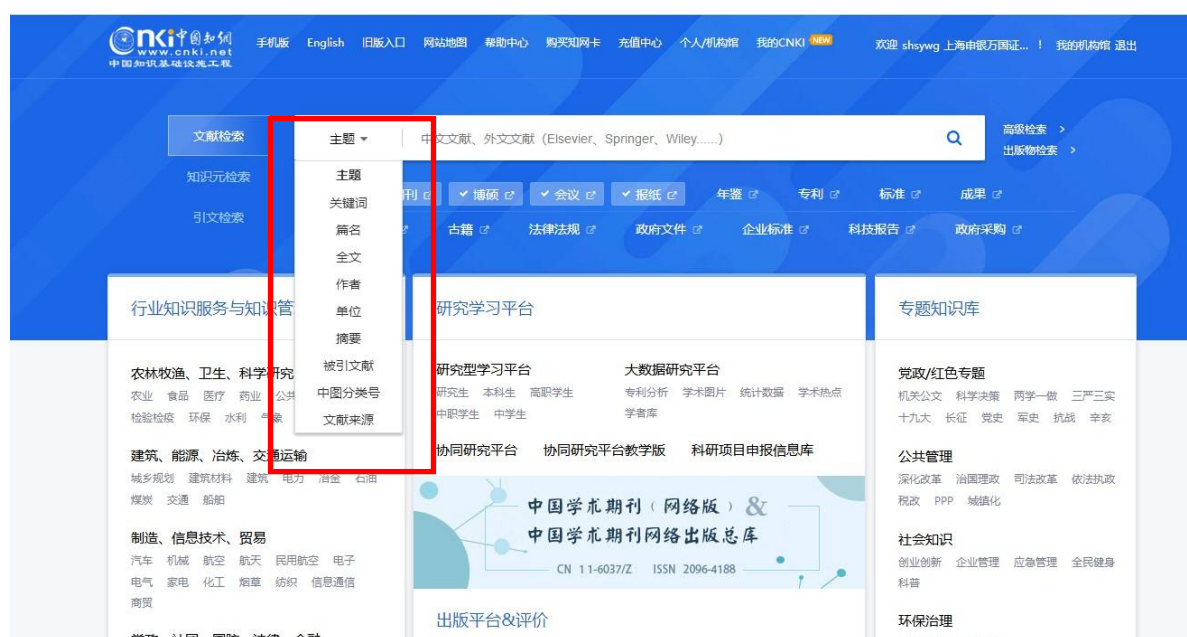 cnki中国知网
www.cnki.net
中国知识基础设施工程
手机版 English 旧版入口 网站地图 帮助中心 购买知网卡 充值中心 个人/机构馆 我的CNKI NEW 欢迎 shsywg 上海申银万国证... ! 我的机构馆 退出
文献检索 主题 中文文献、外文文献 (Elsevier、Springer、Wiley......) 高级检索 >
出版物检索 >
知识元检索
引文检索
主题
关键词
篇名
全文
作者
单位
摘要
被引文献
中图分类号
文献来源
刊 博硕 会议 报纸 年鉴 专利 标准 成果
古籍 法律法规 政府文件 企业标准 科技报告 政府采购
行业知识服务与知识管
农林牧渔、卫生、科学研究
农业 食品 医疗 药业 公共
检验检疫 环保 水利 气象
建筑、能源、冶炼、交通运输
城乡规划 建筑材料 建筑 电力 冶金 石油
煤炭 交通 船舶
制造、信息技术、贸易
汽车 机械 航空 航天 民用航空 电子
电气 家电 化工 烟草 纺织 信息通信
商贸
研究学习平台
研究型学习平台 大数据研究平台
研究生 本科生 高职学生 专利分析 学术图片 统计数据 学术热点
中职学生 中学生 学者库
协同研究平台 协同研究平台教学版 科研项目申报信息库
中国学术期刊(网络版) &
中国学术期刊网络出版总库
CN 11-6037/Z ISSN 2096-4188
出版平台&评价
专题知识库
党政/红色专题
机关公文 科学决策 两学一做 三严三实
十九大 长征 党史 军史 抗战 辛亥
公共管理
深化改革 治国理政 司法改革 依法执政
税改 PPP 城镇化
社会知识
创业创新 企业管理 应急管理 全民健身
科普
环保治理